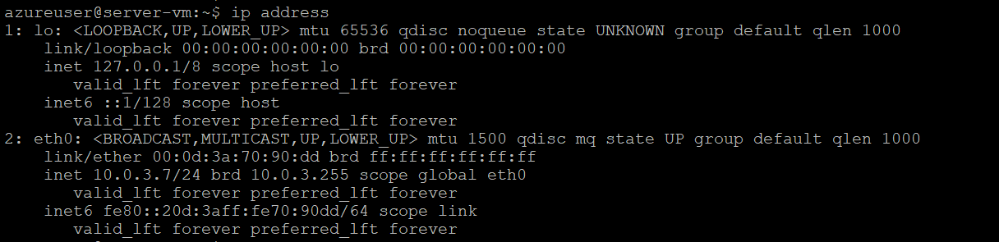 azureuser@server-vm:~$ ip address
1: lo: <LOOPBACK,UP,LOWER_UP> mtu 65536 qdisc noqueue state UNKNOWN group default qlen 1000
    link/loopback 00:00:00:00:00:00 brd 00:00:00:00:00:00
    inet 127.0.0.1/8 scope host lo
       valid_lft forever preferred_lft forever
    inet6 ::1/128 scope host
       valid_lft forever preferred_lft forever
2: eth0: <BROADCAST,MULTICAST,UP,LOWER_UP> mtu 1500 qdisc mq state UP group default qlen 1000
    link/ether 00:0d:3a:70:90:dd brd ff:ff:ff:ff:ff:ff
    inet 10.0.3.7/24 brd 10.0.3.255 scope global eth0
       valid_lft forever preferred_lft forever
    inet6 fe80::20d:3aff:fe70:90dd/64 scope link
       valid_lft forever preferred_lft forever